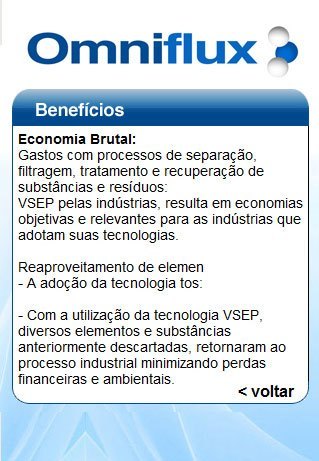 Omniflux
Benefícios
Economia Brutal:
Gastos com processos de separação,
filtragem, tratamento e recuperação de
substâncias e resíduos:
VSEP pelas indústrias, resulta em economias
objetivas e relevantes para as indústrias que
adotam suas tecnologias.
Reaproveitamento de elemen
- A adoção da tecnologia tos:
- Com a utilização da tecnologia VSEP,
diversos elementos e substâncias
anteriormente descartadas, retornaram ao
processo industrial minimizando perdas
financeiras e ambientais.
< voltar